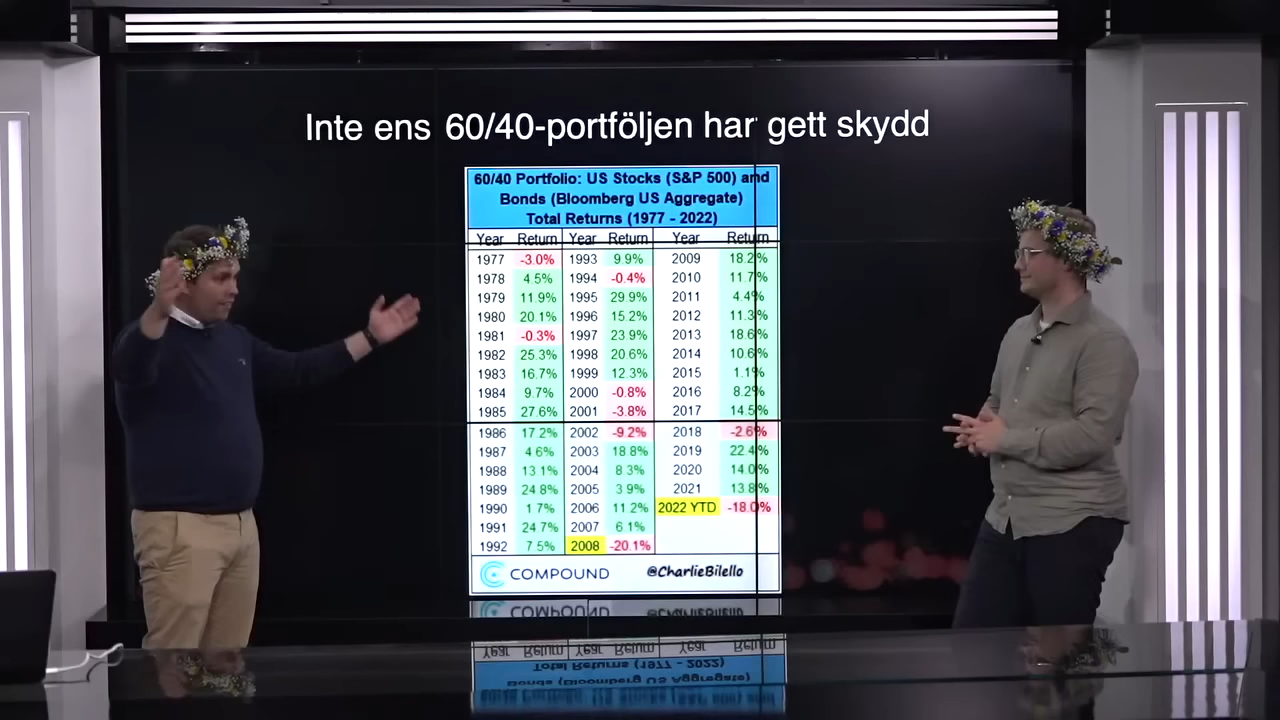 Inte ens 60/40-portföljen har gett skydd
60/40 Portfolio: US Stocks (S&P 500) and
Bonds (Bloomberg US Aggregate)
Total Returns (1977 - 2022)
Year Return Year Return Year Return
1977 -3.0% 1993 9.9% 2009 18.2%
1978 4.5% 1994 -0.4% 2010 11.7%
1979 11.9% 1995 29.9% 2011 4.4%
1980 20.1% 1996 15.2% 2012 11.3%
1981 -0.3% 1997 23.9% 2013 18.6%
1982 25.3% 1998 20.6% 2014 10.6%
1983 16.7% 1999 12.3% 2015 1.1%
1984 9.7% 2000 -0.8% 2016 8.2%
1985 27.6% 2001 -3.8% 2017 14.5%
1986 17.2% 2002 -9.2% 2018 -2.6%
1987 4.6% 2003 18.8% 2019 22.4%
1988 13.1% 2004 8.3% 2020 14.0%
1989 24.8% 2005 3.9% 2021 13.8%
1990 1.7% 2006 11.2% 2022 YTD -18.0%
1991 24.7% 2007 6.1%
1992 7.5% 2008 -20.1%
COMPOUND @CharlieBilello